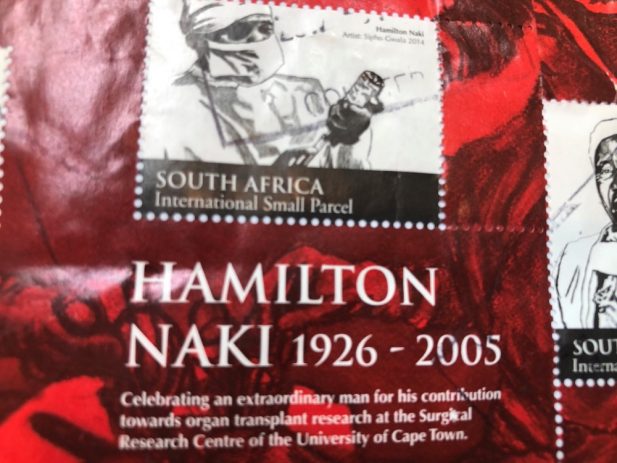 Hamilton Naki
Artist: Sipho Gwala 2014
SOUTH AFRICA
International Small Parcel
HAMILTON
NAKI 1926 - 2005
Celebrating an extraordinary man for his contribution
towards organ transplant research at the Surgical
Research Centre of the University of Cape Town.
SOUT
Interna